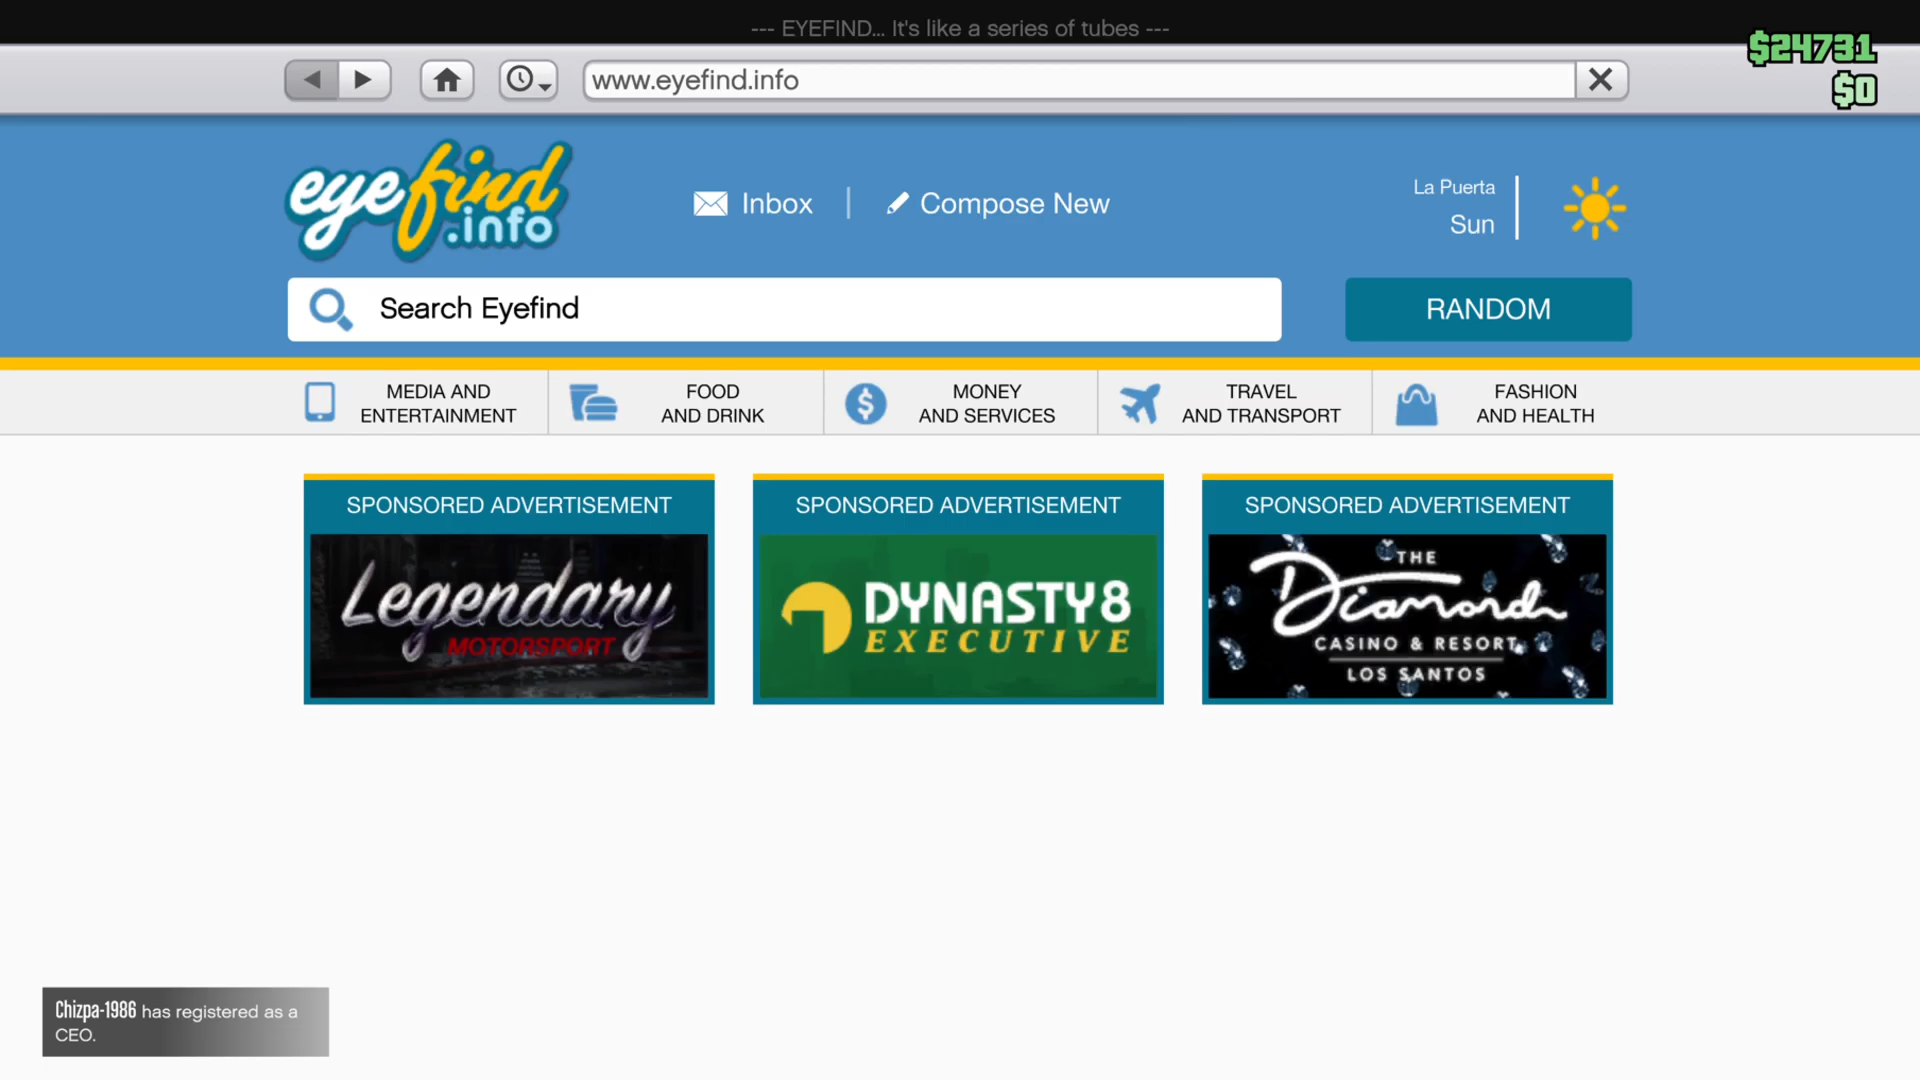 --- EYEFIND... It's like a series of tubes ---
$24731
www.eyefind.info
$0
eyefind
.info
Inbox
Compose New
La Puerta
Sun
Search Eyefind
RANDOM
MEDIA AND
ENTERTAINMENT
FOOD
AND DRINK
MONEY
AND SERVICES
TRAVEL
AND TRANSPORT
FASHION
AND HEALTH
SPONSORED ADVERTISEMENT
Legendary
MOTORSPORT
SPONSORED ADVERTISEMENT
DYNASTY8
EXECUTIVE
SPONSORED ADVERTISEMENT
THE
Diamond
CASINO & RESORT
LOS SANTOS
Chizpa-1986 has registered as a
CEO.